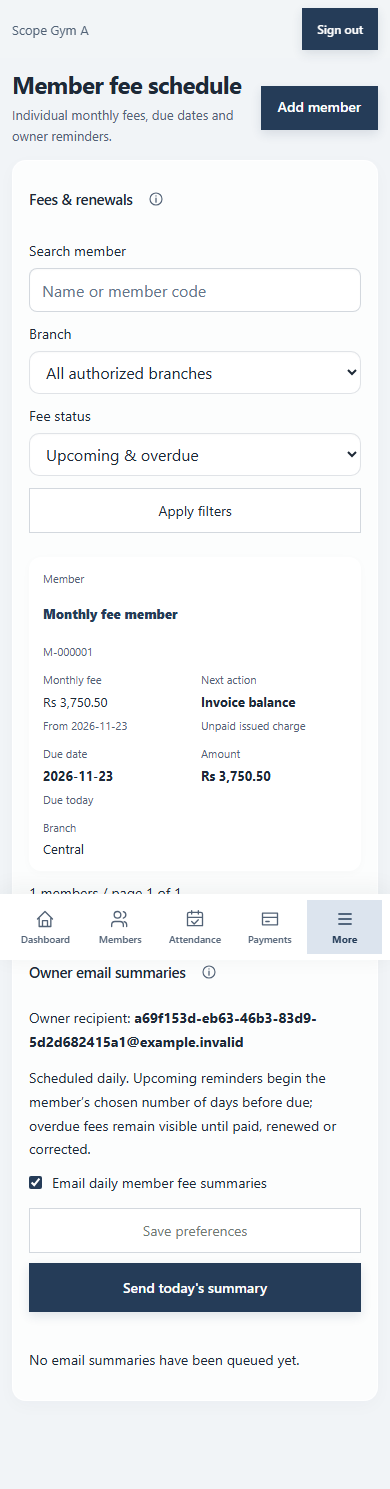 Scope Gym A
Sign out
Member fee schedule
Individual monthly fees, due dates and
owner reminders.
Add member
Fees & renewals
Search member
Name or member code
Branch
All authorized branches
Fee status
Upcoming & overdue
Apply filters
Member
Monthly fee member
M-000001
Monthly fee
Rs 3,750.50
From 2026-11-23
Next action
Invoice balance
Unpaid issued charge
Due date
2026-11-23
Due today
Amount
Rs 3,750.50
Branch
Central
1 members / page 1 of 1
Dashboard
Members
Attendance
Payments
More
Owner email summaries
Owner recipient: a69f153d-eb63-46b3-83d9-
5d2d682415a1@example.invalid
Scheduled daily. Upcoming reminders begin the
member's chosen number of days before due;
overdue fees remain visible until paid, renewed or
corrected.
Email daily member fee summaries
Save preferences
Send today's summary
No email summaries have been queued yet.